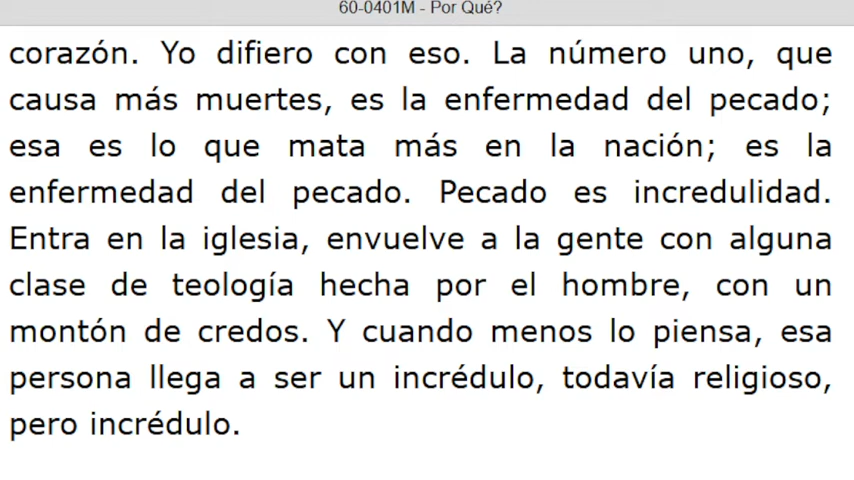 60-0401M - Por Qué?
corazón. Yo difiero con eso. La número uno, que
causa más muertes, es la enfermedad del pecado;
esa es lo que mata más en la nación; es la
enfermedad del pecado. Pecado es incredulidad.
Entra en la iglesia, envuelve a la gente con alguna
clase de teología hecha por el hombre, con un
montón de credos. Y cuando menos lo piensa, esa
persona llega a ser un incrédulo, todavía religioso,
pero incrédulo.